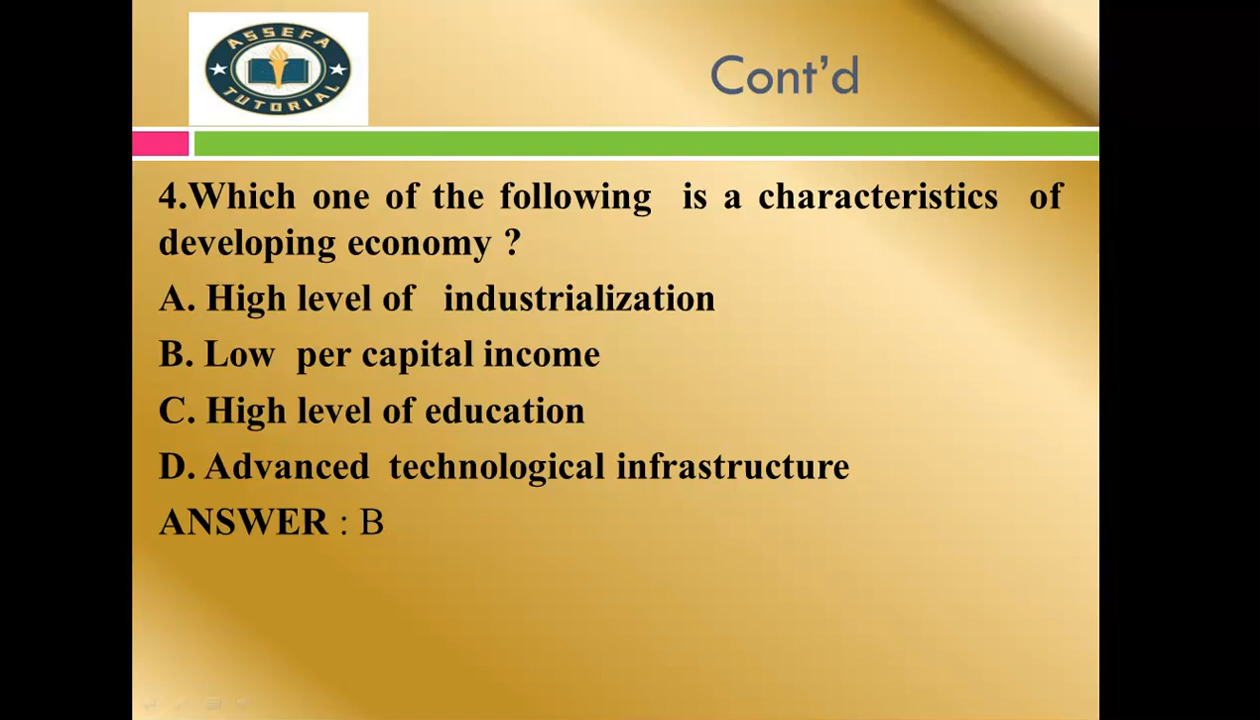 ASSEFA
TUTORIAL
Cont'd
4.Which one of the following is a characteristics of
developing economy ?
A. High level of industrialization
B. Low per capital income
C. High level of education
D. Advanced technological infrastructure
ANSWER : B